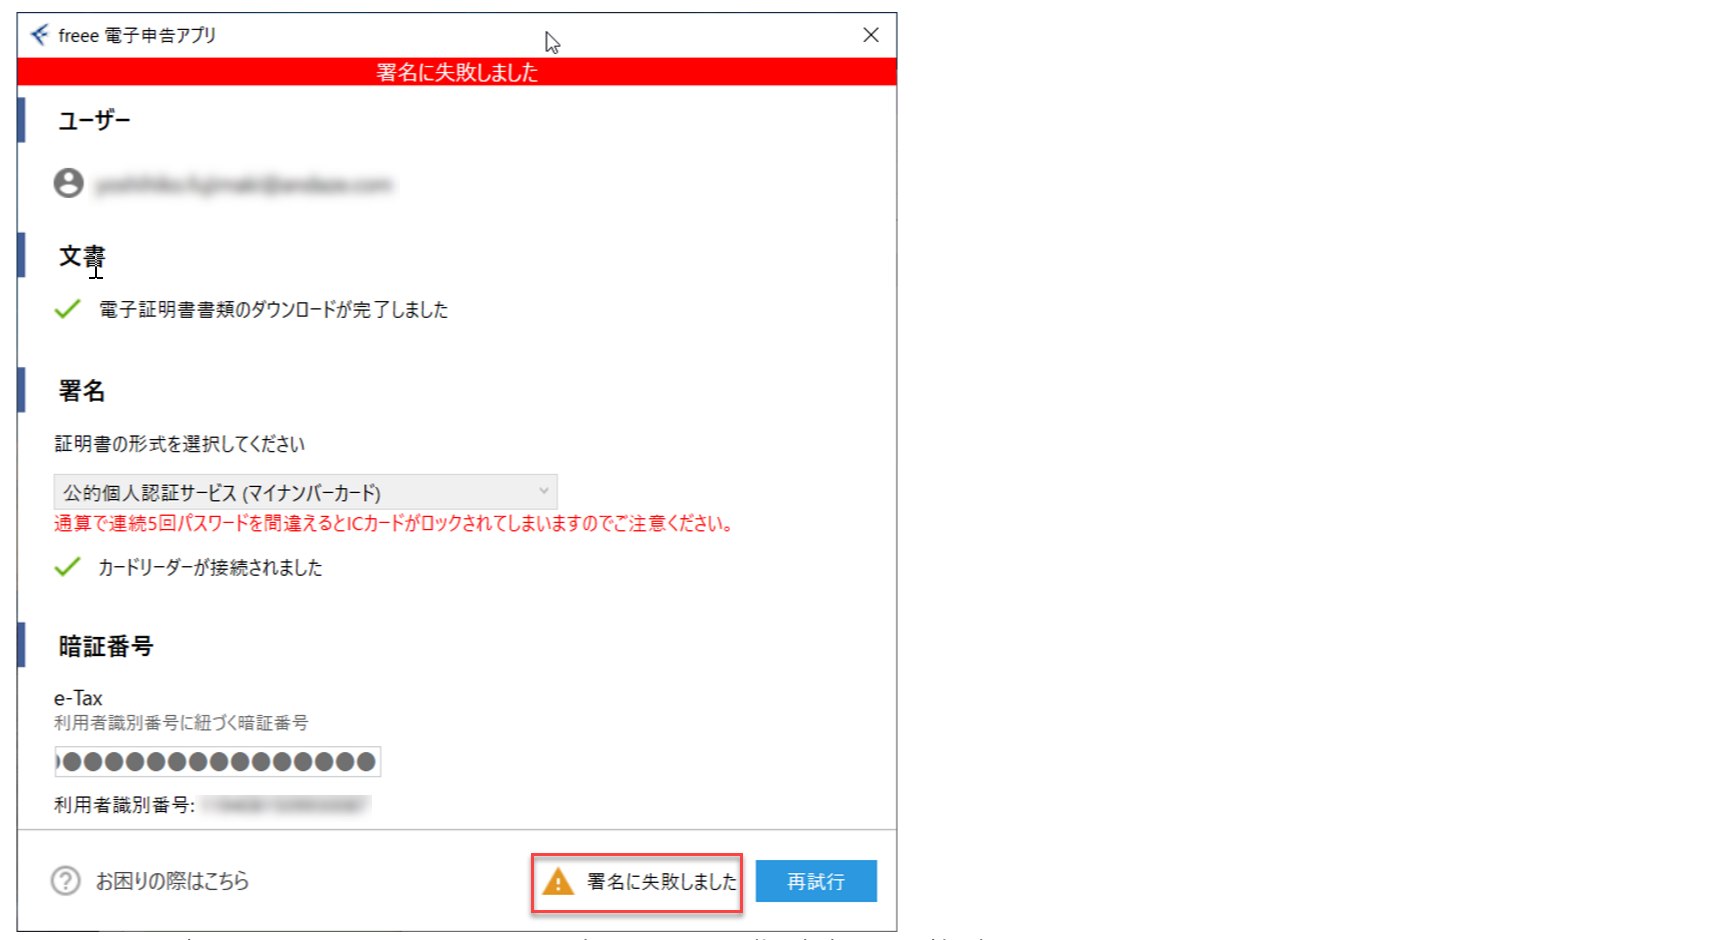 freee 電子申告アプリ
署名に失敗しました
ユーザー
文書
電子証明書書類のダウンロードが完了しました
署名
証明書の形式を選択してください
公的個人認証サービス (マイナンバーカード)
通算で連続5回パスワードを間違えるとICカードがロックされてしまいますのでご注意ください。
カードリーダーが接続されました
暗証番号
e-Tax
利用者識別番号に紐づく暗証番号
利用者識別番号:
お困りの際はこちら
署名に失敗しました
再試行